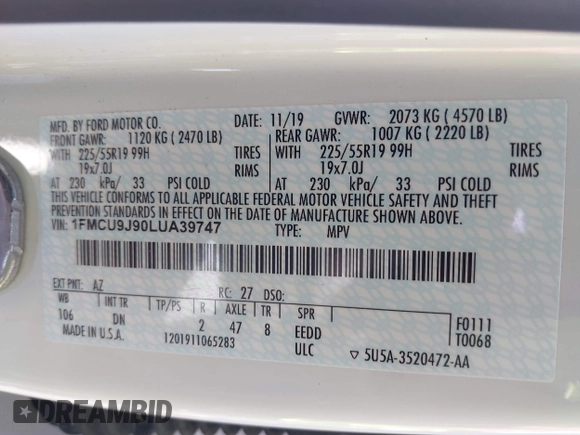 MFD. BY FORD MOTOR CO. DATE: 11/19 GVWR: 2073 KG ( 4570 LB)
FRONT GAWR: 1120 KG ( 2470 LB) REAR GAWR: 1007 KG ( 2220 LB)
WITH 225/55R19 99H TIRES WITH 225/55R19 99H TIRES
19x7.0J RIMS 19x7.0J RIMS
AT 230 kPa/ 33 PSI COLD AT 230 kPa/ 33 PSI COLD
THIS VEHICLE CONFORMS TO ALL APPLICABLE FEDERAL MOTOR VEHICLE SAFETY AND THEFT
PREVENTION STANDARDS IN EFFECT ON THE DATE OF MANUFACTURE SHOWN ABOVE.
VIN: 1FMCU9J90LUA39747 TYPE: MPV
EXT PNT: AZ RC: 27 DSO:
WB INT TR TP/PS R AXLE TR SPR
106 DN 2 47 8 EEDD
F0111
MADE IN U.S.A. 1201911065283 ULC 5U5A-3520472-AA
T0068
DREAMBID